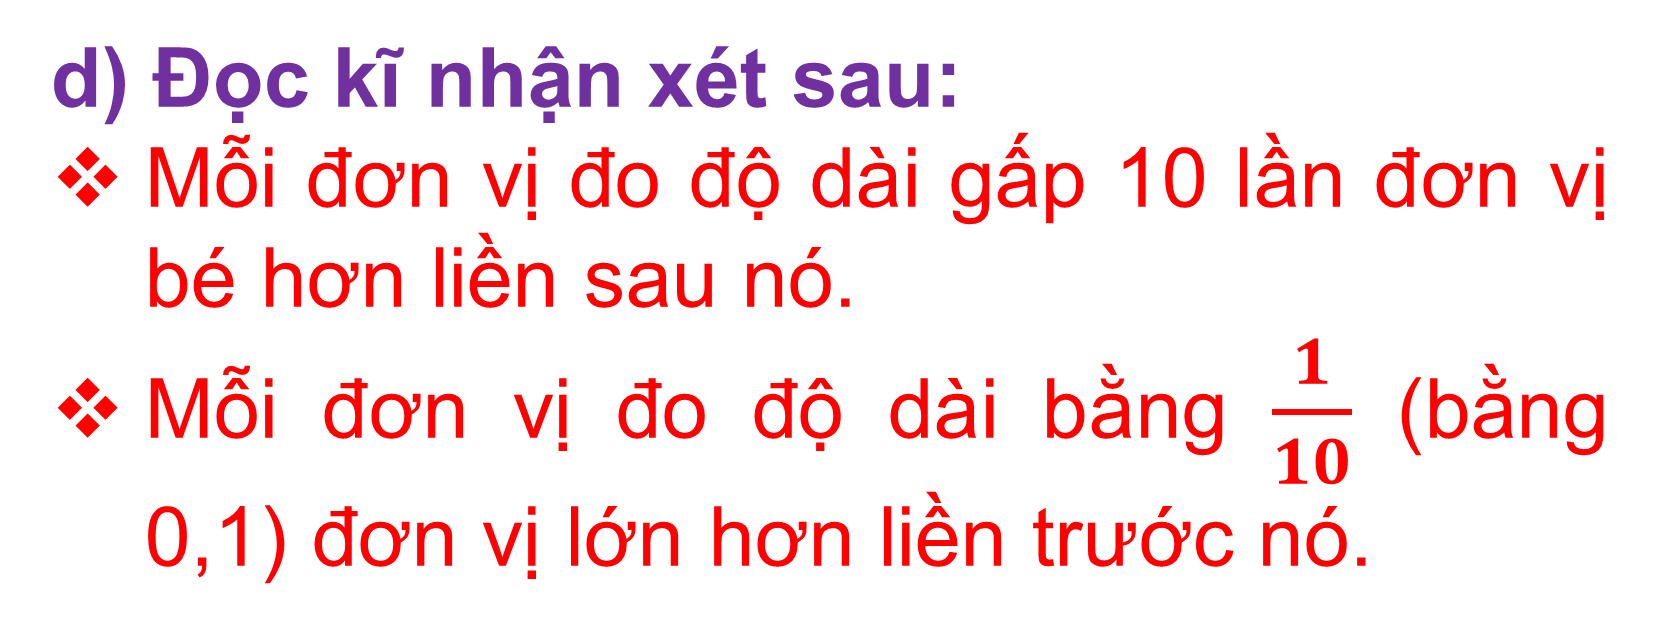 d) Đọc kĩ nhận xét sau:
❖ Mỗi đơn vị đo độ dài gấp 10 lần đơn vị
bé hơn liền sau nó.
❖ Mỗi đơn vị đo độ dài bằng 1/10 (bằng
0,1) đơn vị lớn hơn liền trước nó.